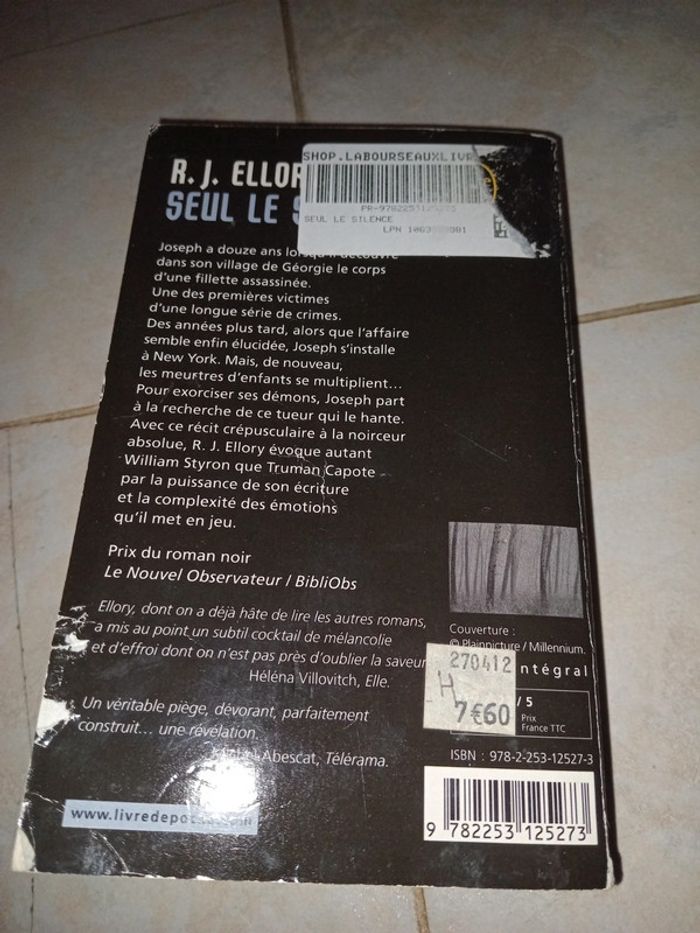 SHOP.LABOURSEAUXLIVR
PR-978225312
SEUL LE SILENCE
LPN 1063
R. J. ELLOR
SEUL LE S
Joseph a douze ans lorsqu'il découvre
dans son village de Géorgie le corps
d'une fillette assassinée.
Une des premières victimes
d'une longue série de crimes.
Des années plus tard, alors que l'affaire
semble enfin élucidée, Joseph s'installe
à New York. Mais, de nouveau,
les meurtres d'enfants se multiplient...
Pour exorciser ses démons, Joseph part
à la recherche de ce tueur qui le hante.
Avec ce récit crépusculaire à la noirceur
absolue, R. J. Ellory évoque autant
William Styron que Truman Capote
par la puissance de son écriture
et la complexité des émotions
qu'il met en jeu.
Prix du roman noir
Le Nouvel Observateur / BibliObs
Ellory, dont on a déjà hâte de lire les autres romans,
a mis au point un subtil cocktail de mélancolie
et d'effroi dont on n'est pas près d'oublier la saveur
Héléna Villovitch, Elle.
Un véritable piège, dévorant, parfaitement
construit... une révélation.
Abescat, Télérama.
www.livredepoc
Couverture :
© Plainpicture / Millennium.
ntégral
270412
H
7€60
/ 5
Prix
France TTC
ISBN : 978-2-253-12527-3
9 782253 125273